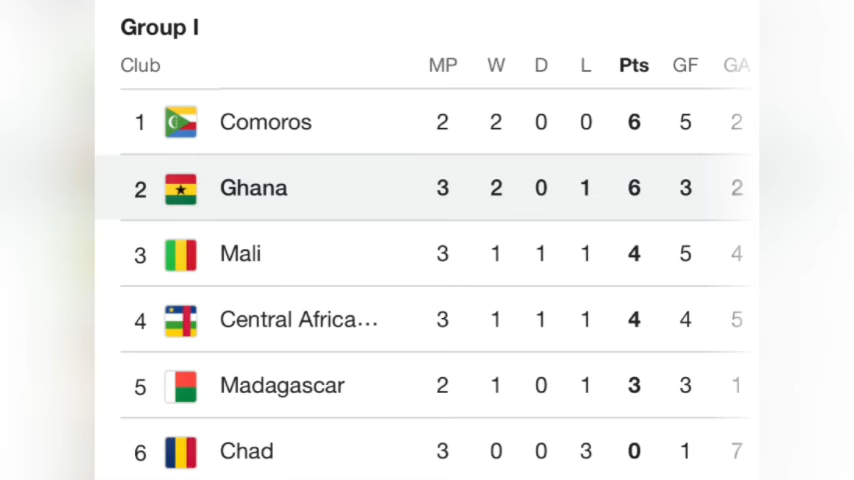 Group I
Club MP W D L Pts GF GA
1 Comoros 2 2 0 0 6 5 2
2 Ghana 3 2 0 1 6 3 2
3 Mali 3 1 1 1 4 5 4
4 Central Africa... 3 1 1 1 4 4 5
5 Madagascar 2 1 0 1 3 3 1
6 Chad 3 0 0 3 0 1 7